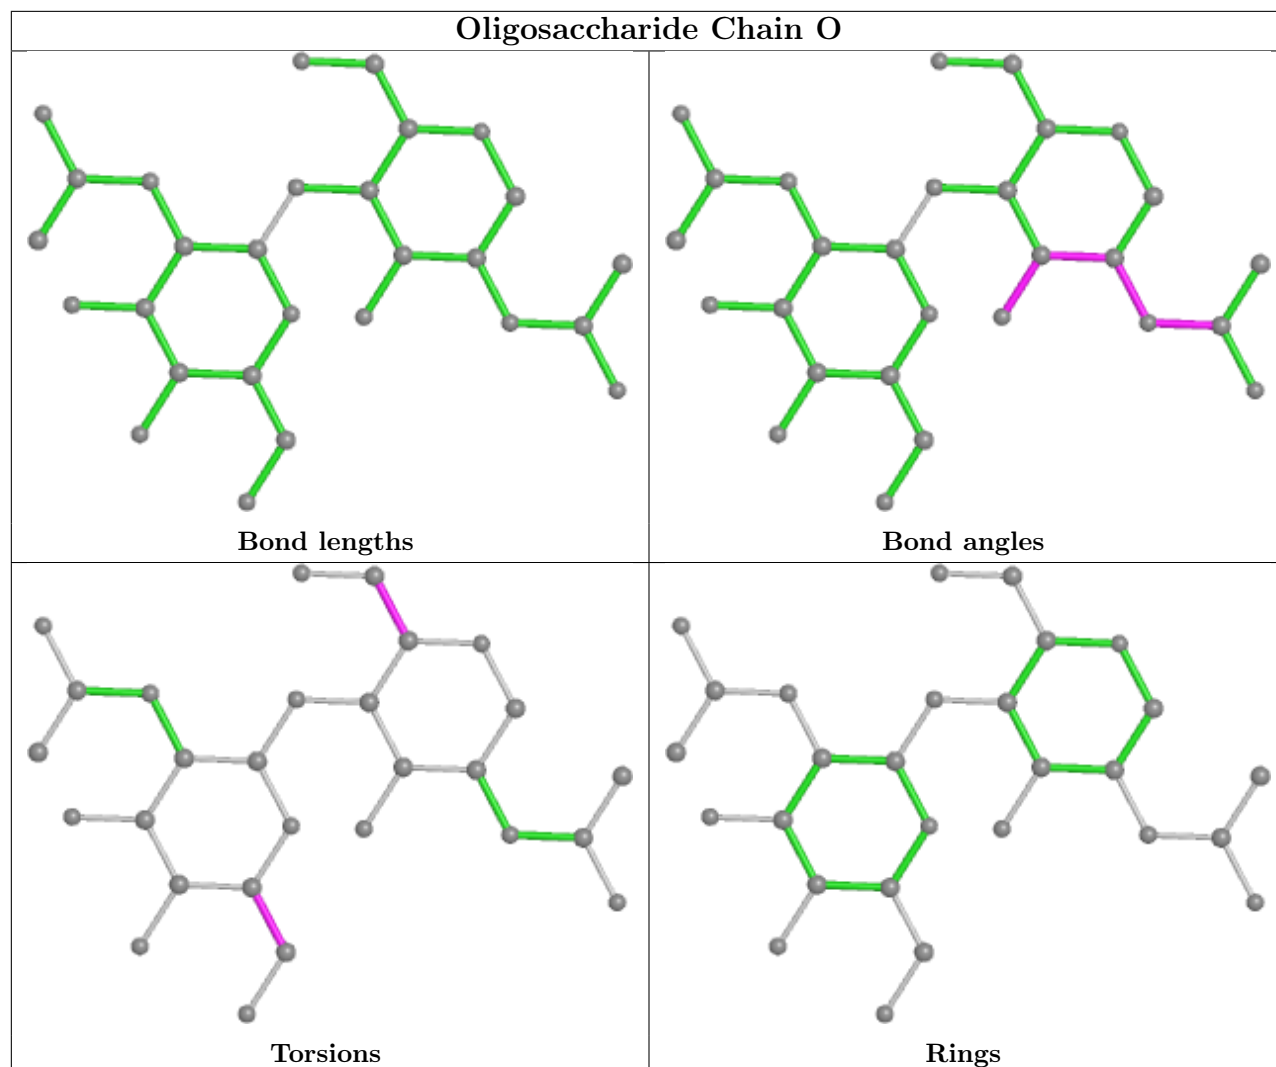 Oligosaccharide Chain O
Bond lengths
Bond angles
Torsions
Rings